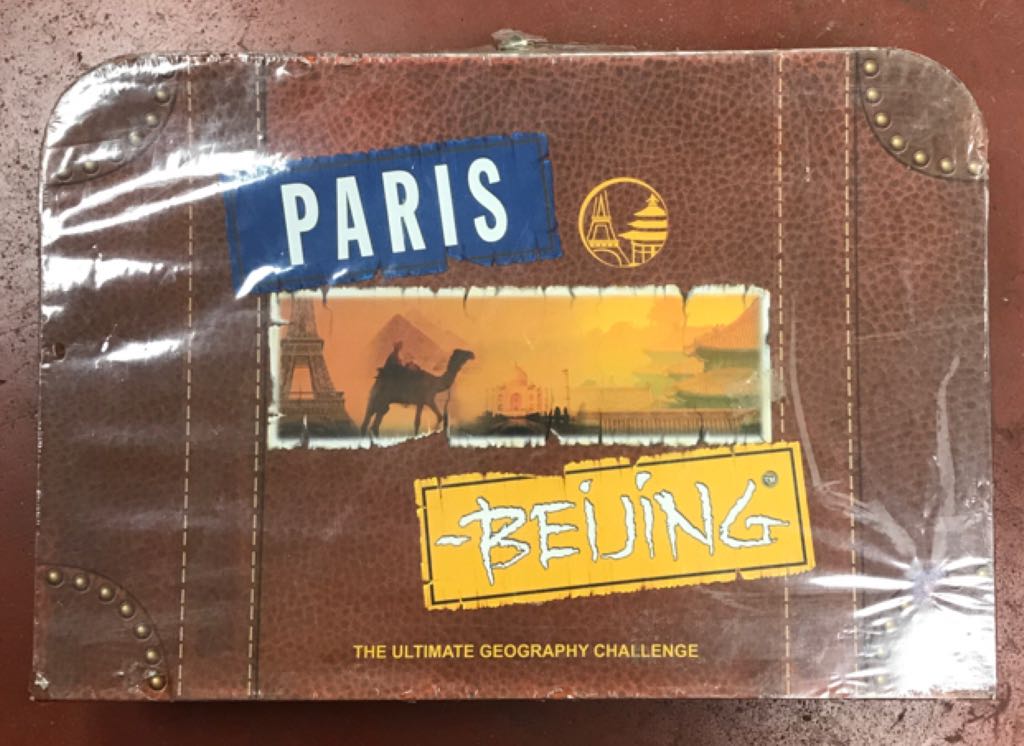 PARIS
-BEIJING™
THE ULTIMATE GEOGRAPHY CHALLENGE